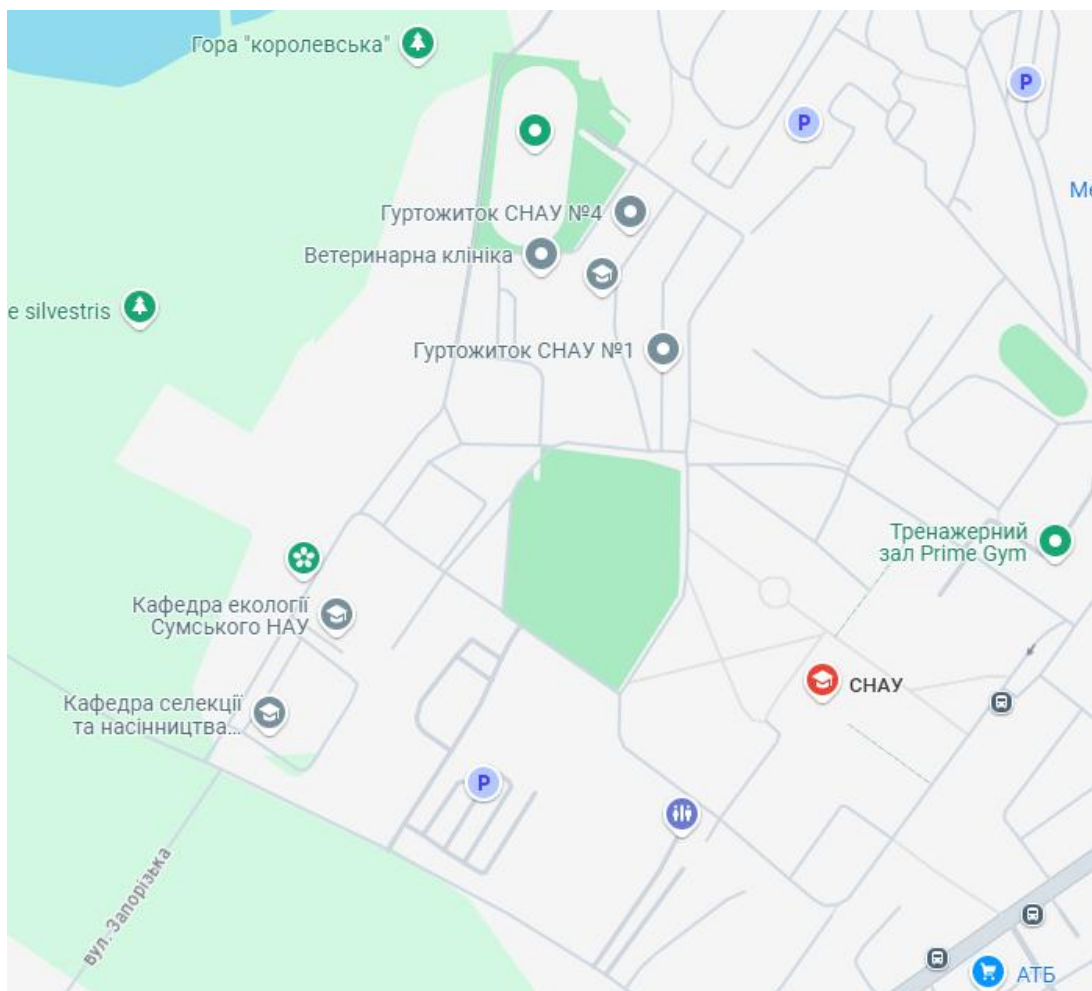 Гора "королевська"
P
P
Ме
Гуртожиток СНАУ №4
Ветеринарна клініка
e silvestris
Гуртожиток СНАУ №1
Тренажерний
зал Prime Gym
Кафедра екології
Сумського НАУ
СНАУ
Кафедра селекції
та насінництва...
P
вул. Запорізька
АТБ